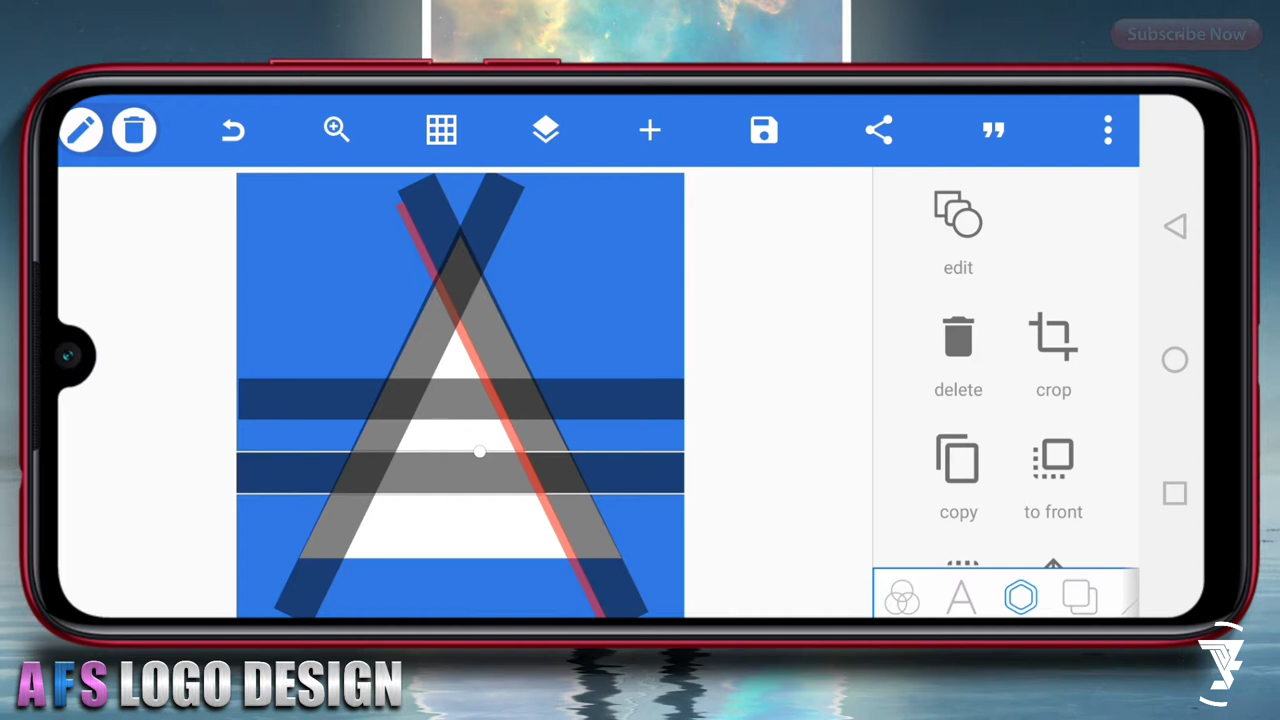 Subscribe Now
edit
delete crop
copy to front
AFS LOGO DESIGN